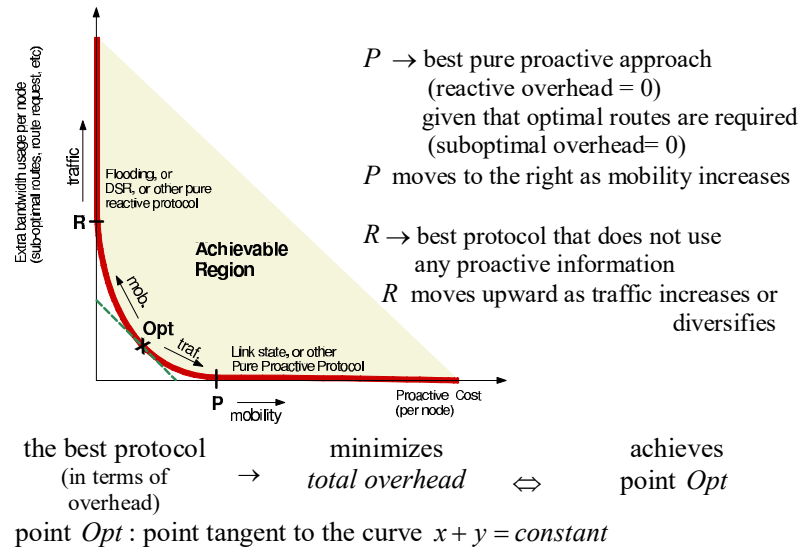 Extra bandwidth usage per node
(sub-optimal routes, route request, etc)
traffic
Flooding, or
DSR, or other pure
reactive protocol
R
Achievable
Region
mob.
Opt
traf.
Link state, or other
Pure Proactive Protocol
P
mobility
Proactive Cost
(per node)
P → best pure proactive approach
(reactive overhead = 0)
given that optimal routes are required
(suboptimal overhead= 0)
P moves to the right as mobility increases
R → best protocol that does not use
any proactive information
R moves upward as traffic increases or
diversifies
the best protocol
(in terms of
overhead)
→
minimizes
total overhead
⇔
achieves
point Opt
point Opt : point tangent to the curve x + y = constant